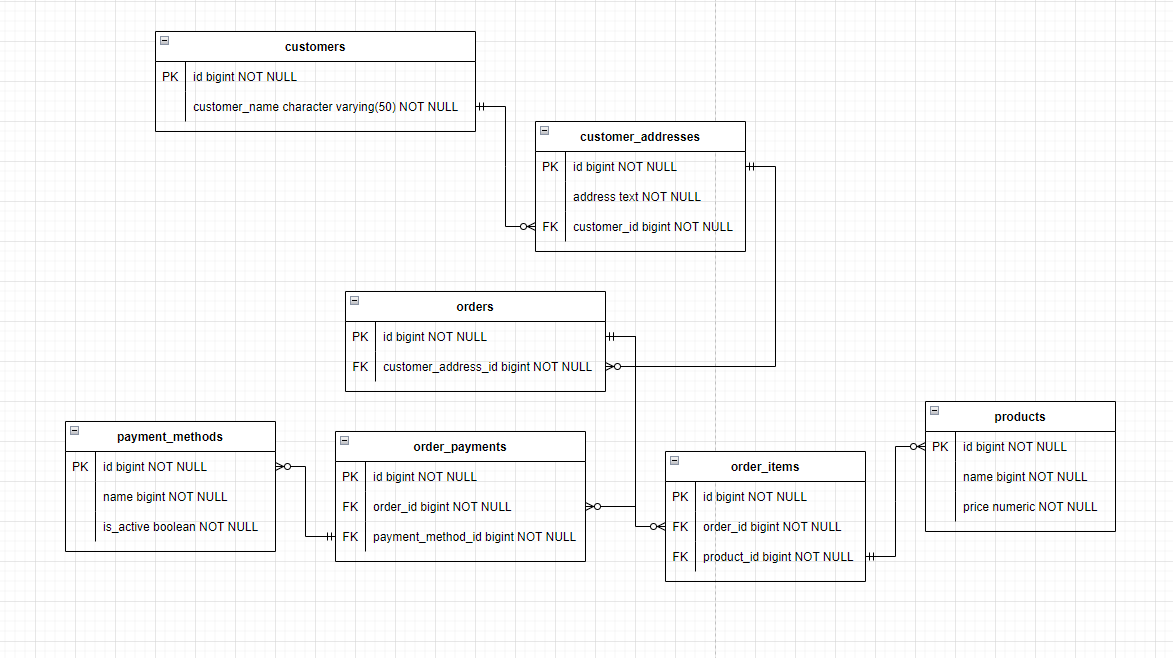 customers
PK id bigint NOT NULL
customer_name character varying(50) NOT NULL
customer_addresses
PK id bigint NOT NULL
address text NOT NULL
FK customer_id bigint NOT NULL
orders
PK id bigint NOT NULL
FK customer_address_id bigint NOT NULL
payment_methods
PK id bigint NOT NULL
name bigint NOT NULL
is_active boolean NOT NULL
order_payments
PK id bigint NOT NULL
FK order_id bigint NOT NULL
FK payment_method_id bigint NOT NULL
order_items
PK id bigint NOT NULL
FK order_id bigint NOT NULL
FK product_id bigint NOT NULL
products
PK id bigint NOT NULL
name bigint NOT NULL
price numeric NOT NULL